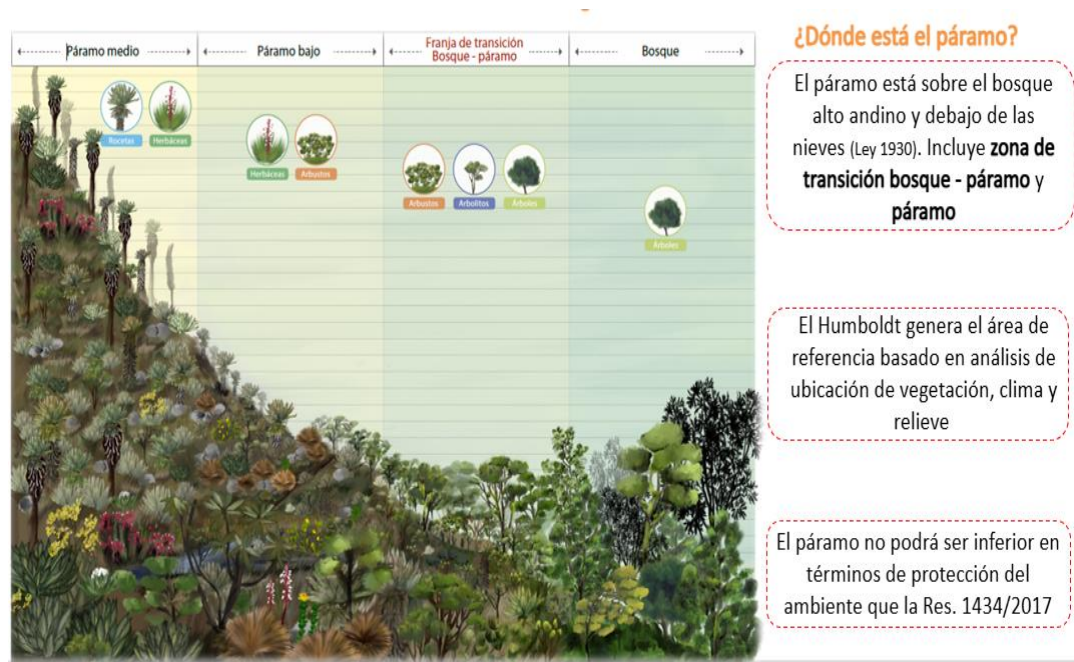 Páramo medio
Páramo bajo
Franja de transición
Bosque - páramo
Bosque
Rocetas
Herbáceas
Herbáceas
Arbustos
Arbustos
Arbolitos
Árboles
Árboles
¿Dónde está el páramo?
El páramo está sobre el bosque
alto andino y debajo de las
nieves (Ley 1930). Incluye zona de
transición bosque - páramo y
páramo
El Humboldt genera el área de
referencia basado en análisis de
ubicación de vegetación, clima y
relieve
El páramo no podrá ser inferior en
términos de protección del
ambiente que la Res. 1434/2017